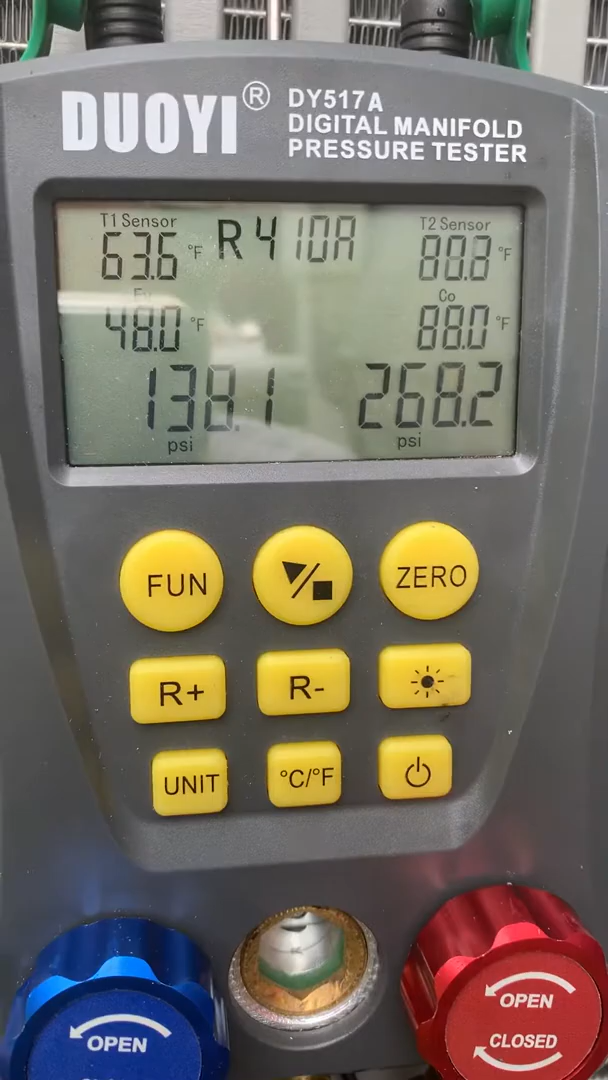 DUOYI®
DY517A
DIGITAL MANIFOLD
PRESSURE TESTER
T1 Sensor
63.6 °F
R410A
T2 Sensor
88.8 °F
Ev
48.0 °F
Co
88.0 °F
138.1
psi
268.2
psi
FUN
ZERO
R+
R-
UNIT
°C/°F
OPEN
OPEN
CLOSED